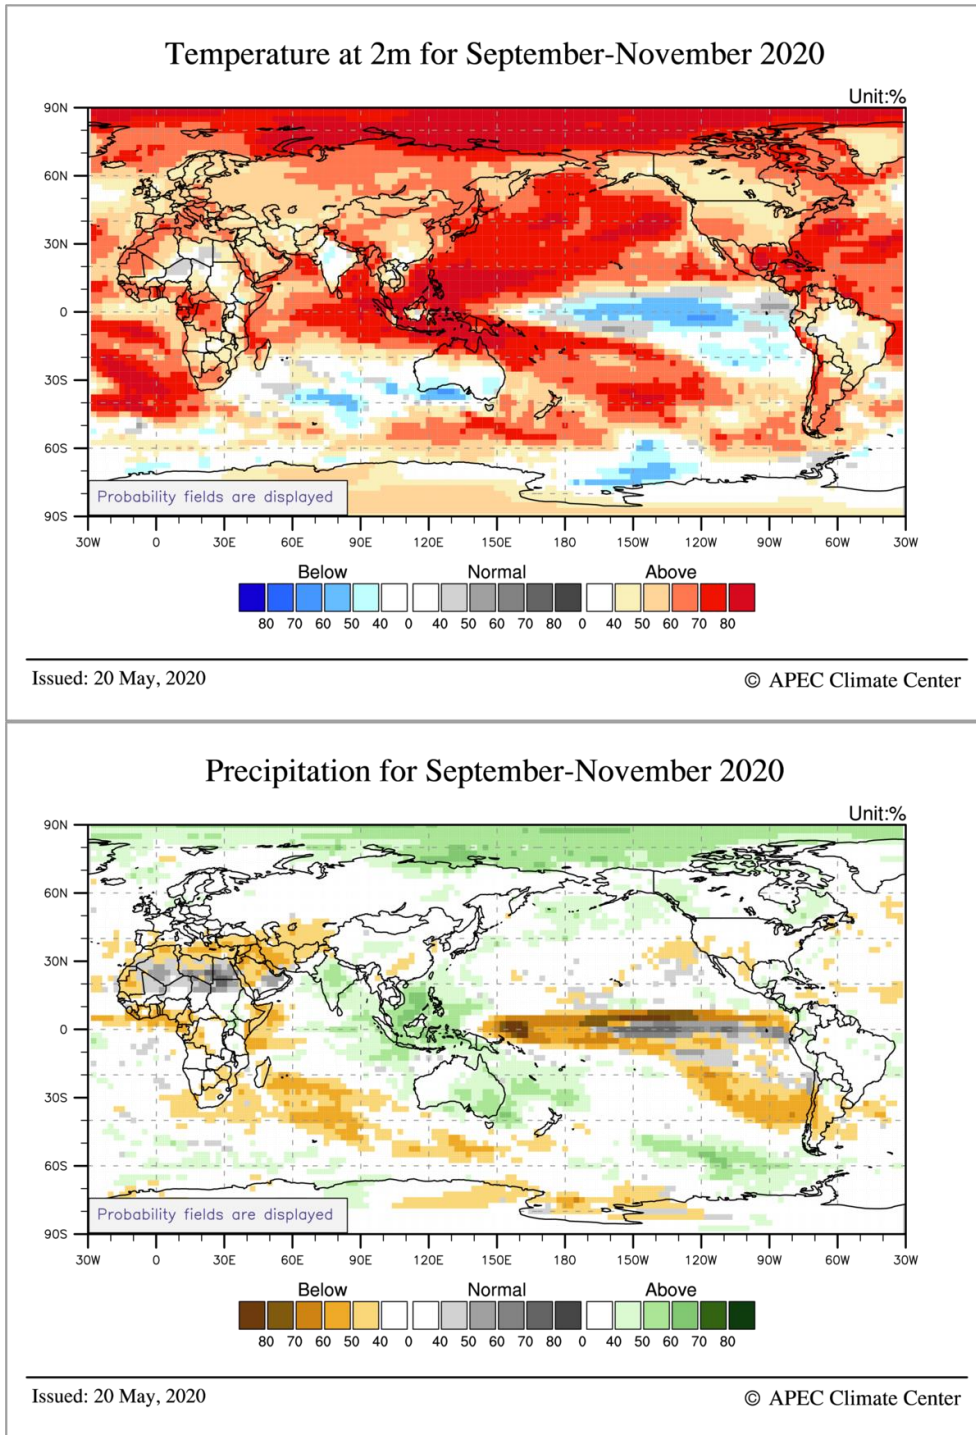 Temperature at 2m for September-November 2020
Unit:%
90N
60N
30N
0
30S
60S
90S
Probability fields are displayed
30W 0 30E 60E 90E 120E 150E 180 150W 120W 90W 60W 30W
Below Normal Above
80 70 60 50 40 0 40 50 60 70 80 0 40 50 60 70 80
Issued: 20 May, 2020
© APEC Climate Center
Precipitation for September-November 2020
Unit:%
90N
60N
30N
0
30S
60S
90S
Probability fields are displayed
30W 0 30E 60E 90E 120E 150E 180 150W 120W 90W 60W 30W
Below Normal Above
80 70 60 50 40 0 40 50 60 70 80 0 40 50 60 70 80
Issued: 20 May, 2020
© APEC Climate Center